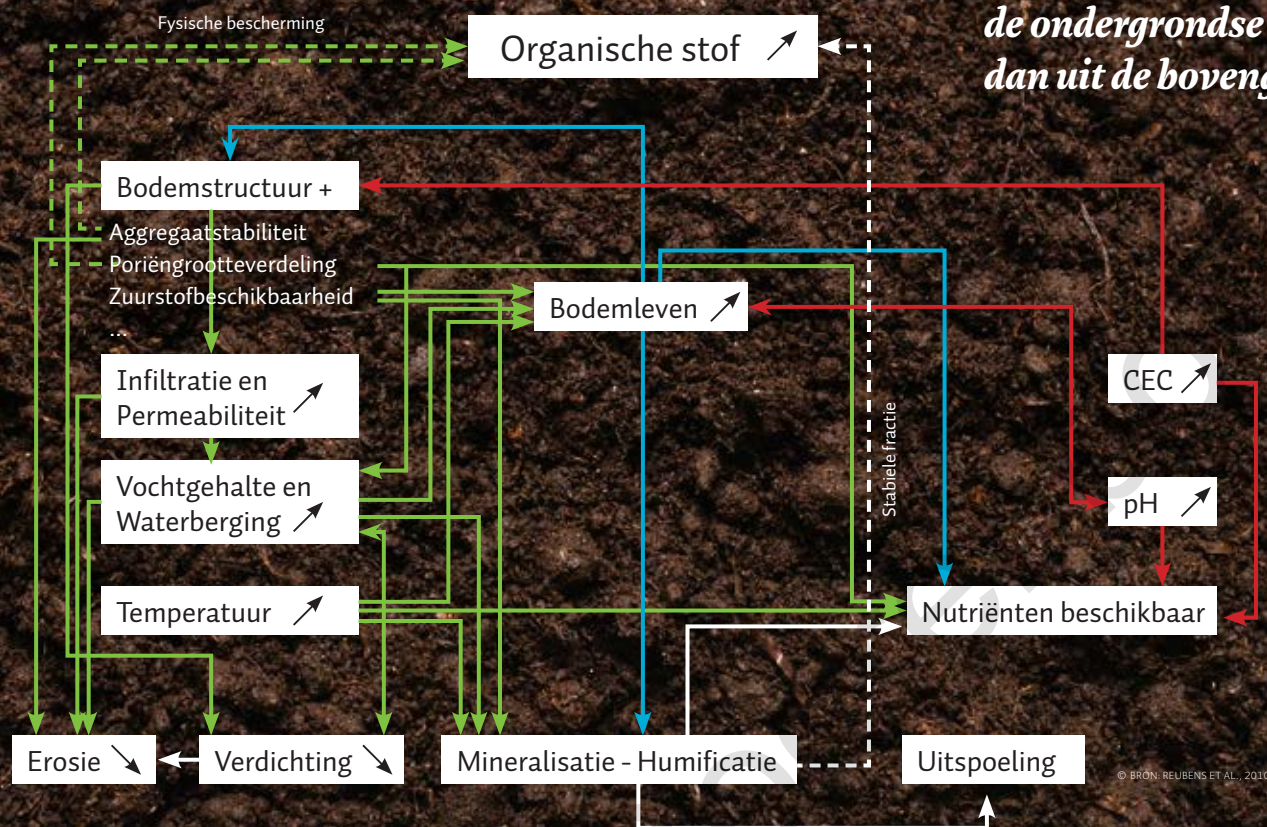 Fysische bescherming
Organische stof
de ondergrondse
dan uit de boveng
Bodemstructuur +
Aggregaatstabiliteit
Poriëngrootteverdeling
Zuurstofbeschikbaarheid
...
Bodemleven
Infiltratie en
Permeabiliteit
CEC
Stabiele fractie
Vochtgehalte en
Waterberging
pH
Temperatuur
Nutriënten beschikbaar
Erosie
Verdichting
Mineralisatie - Humificatie
Uitspoeling
© BRON: REUBENS ET AL., 2010